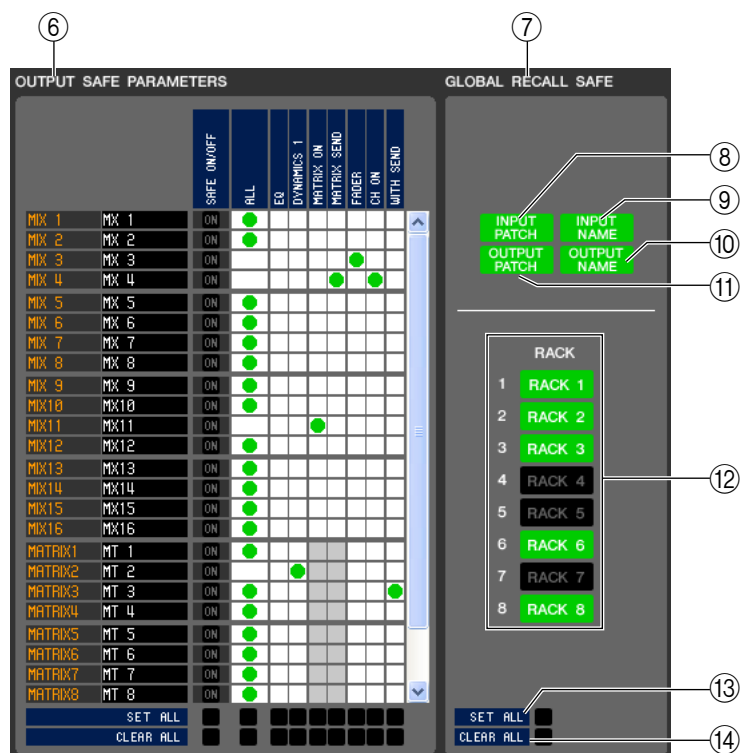 ⑥
⑦
OUTPUT SAFE PARAMETERS
GLOBAL RECALL SAFE
SAFE ON/OFF
ALL
EQ
DYNAMICS 1
MATRIX ON
MATRIX SEND
FADER
CH ON
WITH SEND
MIX 1 MX 1 ON
MIX 2 MX 2 ON
MIX 3 MX 3 ON
MIX 4 MX 4 ON
MIX 5 MX 5 ON
MIX 6 MX 6 ON
MIX 7 MX 7 ON
MIX 8 MX 8 ON
MIX 9 MX 9 ON
MIX10 MX10 ON
MIX11 MX11 ON
MIX12 MX12 ON
MIX13 MX13 ON
MIX14 MX14 ON
MIX15 MX15 ON
MIX16 MX16 ON
MATRIX1 MT 1 ON
MATRIX2 MT 2 ON
MATRIX3 MT 3 ON
MATRIX4 MT 4 ON
MATRIX5 MT 5 ON
MATRIX6 MT 6 ON
MATRIX7 MT 7 ON
MATRIX8 MT 8 ON
SET ALL
CLEAR ALL
INPUT PATCH
INPUT NAME
OUTPUT PATCH
OUTPUT NAME
⑧
⑨
⑩
⑪
RACK
1 RACK 1
2 RACK 2
3 RACK 3
4 RACK 4
5 RACK 5
6 RACK 6
7 RACK 7
8 RACK 8
⑫
SET ALL
CLEAR ALL
⑬
⑭